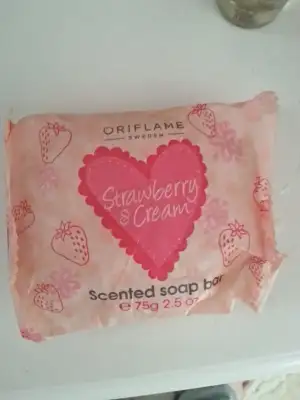 ORIFLAME
SWEDEN
Strawberry
& Cream
Scented soap bar
℮ 75g 2.5 oz